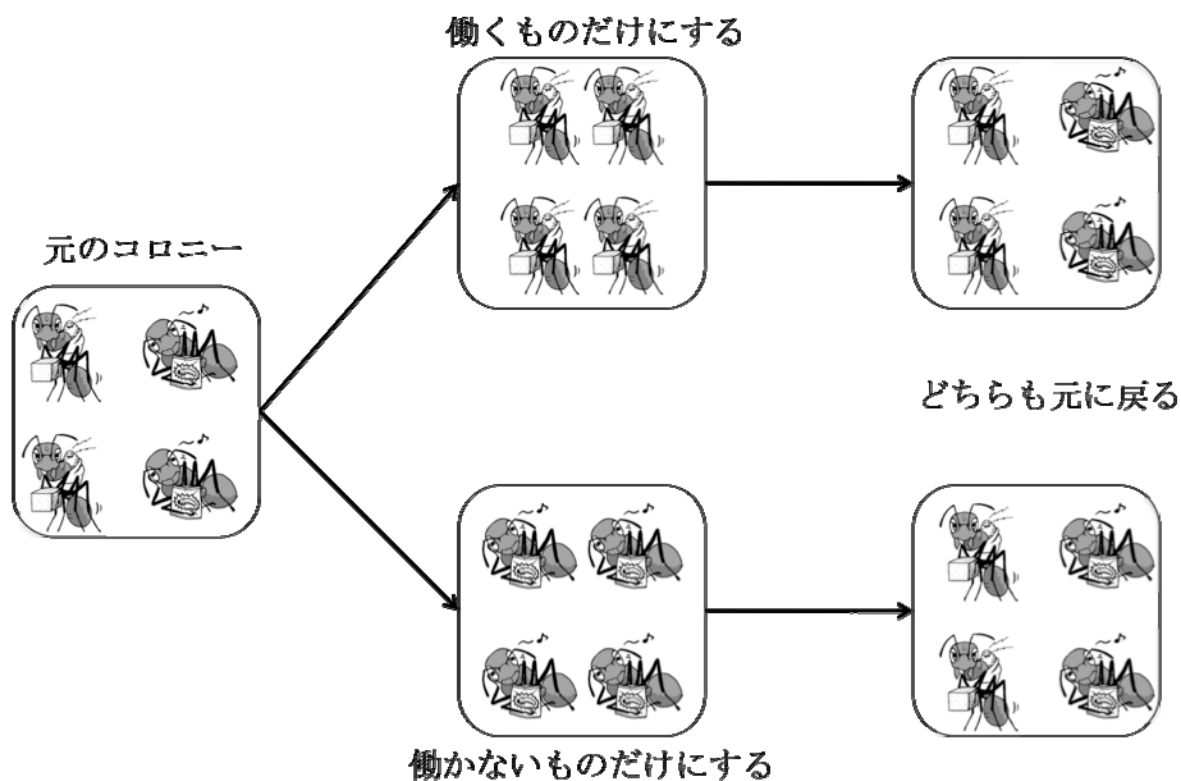 働くものだけにする
元のコロニー
どちらも元に戻る
働かないものだけにする